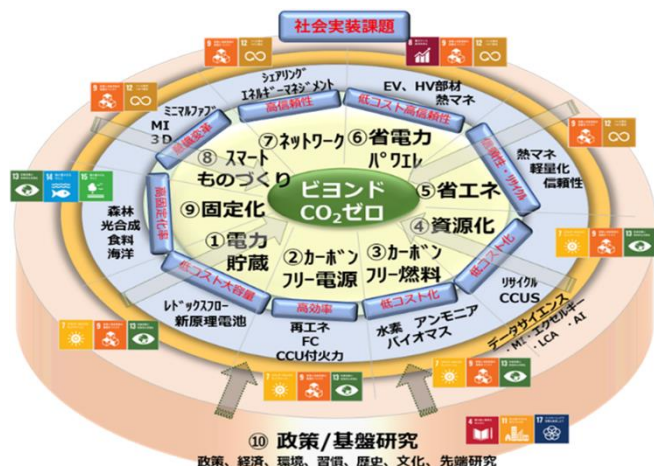 社会実装課題
シェアリング
エネルギーマネジメント
EV、HV部材
熱マネ
ミニマルファブ
MI
3D
高信頼性
低コスト高信頼性
⑦ネットワーク
⑥省電力
パワエレ
⑧スマート
ものづくり
ビヨンド
CO₂ゼロ
⑤省エネ
熱マネ
軽量化
信頼性
高固定化率
⑨固定化
④資源化
森林
光合成
食料
海洋
①電力
貯蔵
②カーボン
フリー電源
③カーボン
フリー燃料
低コスト化
低コスト大容量
高効率
低コスト化
リサイクル
CCUS
レドックスフロー
新原理電池
再エネ
FC
CCU付火力
水素 アンモニア
バイオマス
データサイエンス
・MI・エクセルギー
・LCA ・AI
⑩ 政策/基盤研究
政策、経済、環境、習慣、歴史、文化、先端研究